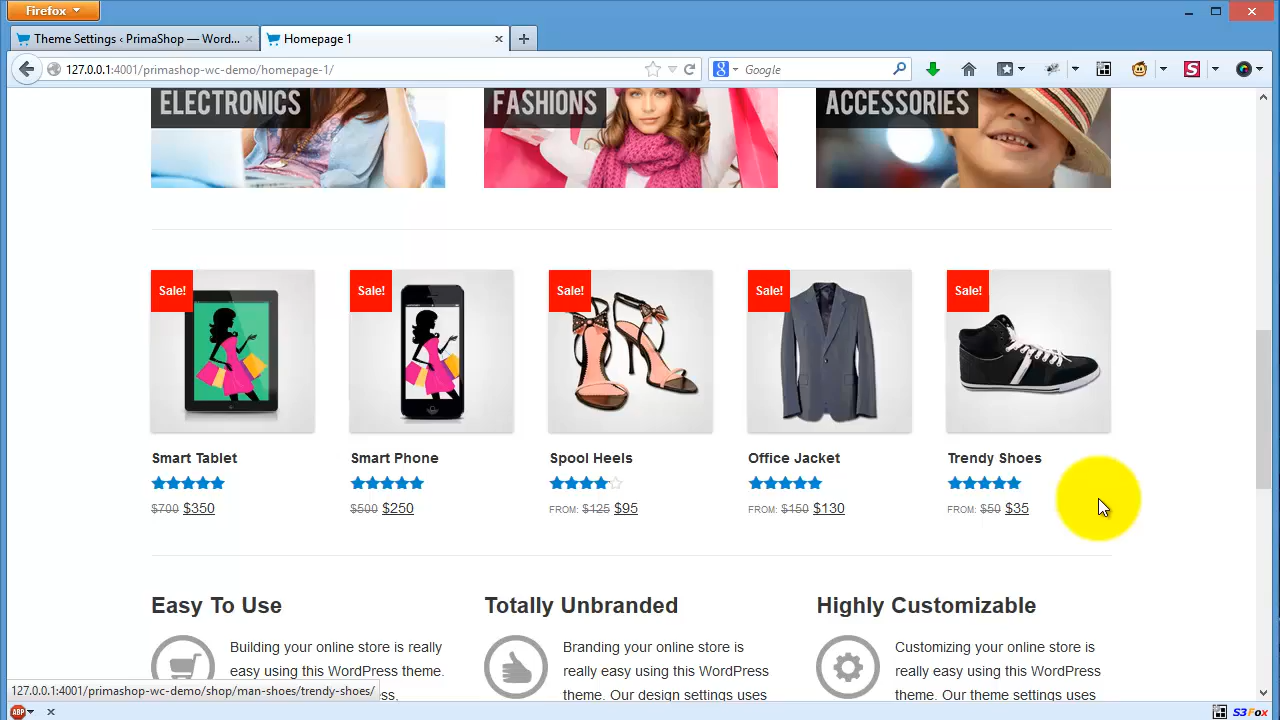 Firefox
Theme Settings ‹ PrimaShop — Word...
Homepage 1
127.0.0.1:4001/primashop-wc-demo/homepage-1/
Google
ELECTRONICS
FASHIONS
ACCESSORIES
Sale!
Sale!
Sale!
Sale!
Sale!
Smart Tablet
Smart Phone
Spool Heels
Office Jacket
Trendy Shoes
$700 $350
$500 $250
FROM: $125 $95
FROM: $150 $130
FROM: $50 $35
Easy To Use
Building your online store is really
easy using this WordPress theme.
Totally Unbranded
Branding your online store is
really easy using this WordPress
theme. Our design settings uses
Highly Customizable
Customizing your online store is
really easy using this WordPress
theme. Our theme settings uses
127.0.0.1:4001/primashop-wc-demo/shop/man-shoes/trendy-shoes/
ABP
S3Fox